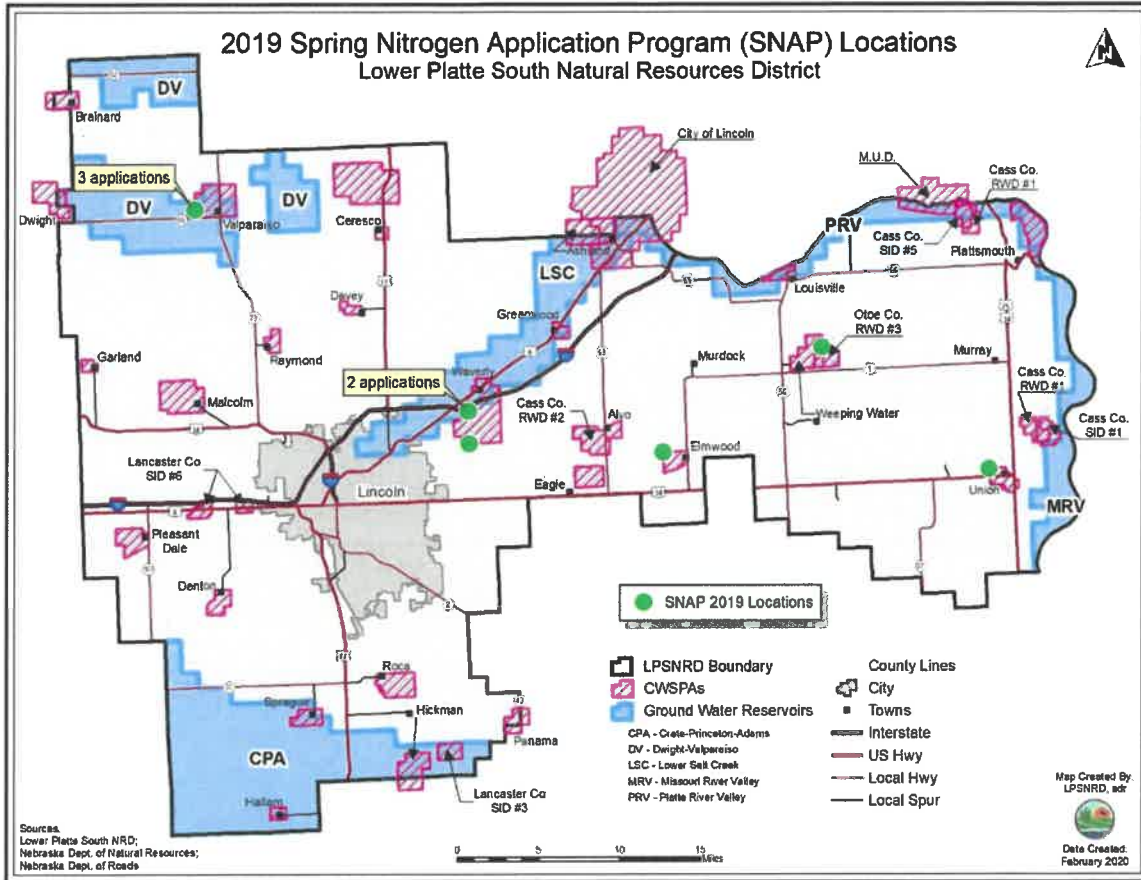 2019 Spring Nitrogen Application Program (SNAP) Locations
Lower Platte South Natural Resources District
N
DV
Brainard
City of Lincoln
M.U.D.
Cass Co.
RWD #1
3 applications
Dwight
DV
Valparaiso
DV
Ceresco
Ashland
PRV
Cass Co.
SID #5
Plattsmouth
LSC
Louisville
Davey
Greenwood
Otoe Co.
RWD #3
Raymond
Garland
Murdock
Murray
2 applications
Waverly
Malcolm
Cass Co.
RWD #2
Alvo
Weeping Water
Cass Co.
RWD #1
Cass Co.
SID #1
Elmwood
Lancaster Co
SID #6
Lincoln
Eagle
Union
MRV
Pleasant
Dale
Denton
SNAP 2019 Locations
Roca
Sprague
Hickman
Panama
CPA
Hallam
Lancaster Co
SID #3
LPSNRD Boundary
CWSPAs
Ground Water Reservoirs
CPA - Crete-Princeton-Adams
DV - Dwight-Valparaiso
LSC - Lower Salt Creek
MRV - Missouri River Valley
PRV - Platte River Valley
County Lines
City
Towns
Interstate
US Hwy
Local Hwy
Local Spur
Map Created By:
LPSNRD, sdr
Date Created:
February 2020
Sources.
Lower Platte South NRD;
Nebraska Dept. of Natural Resources;
Nebraska Dept. of Roads
0 5 10 15
Miles